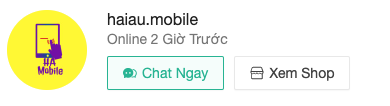 HA
Mobile
haiau.mobile
Online 2 Giờ Trước
Chat Ngay
Xem Shop